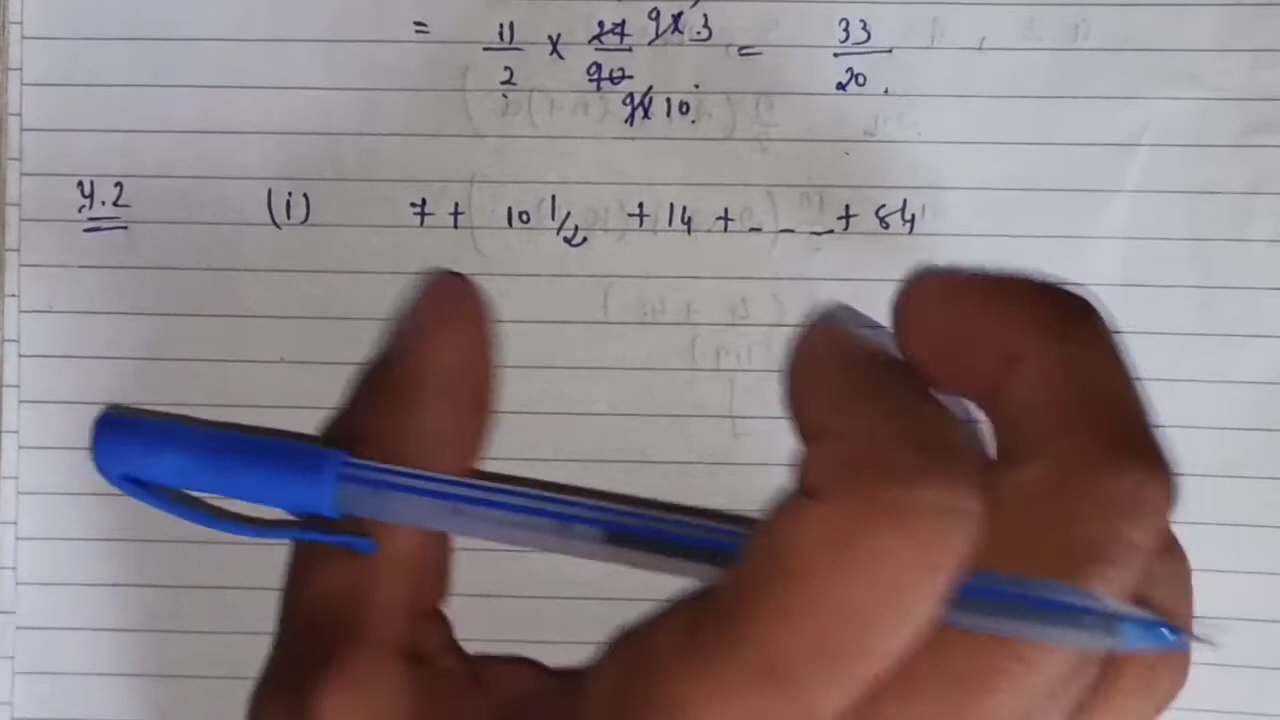 = 11/2 × 27/90 9×3 = 33/20.
9×10.
4.2 (i) 7 + 10 1/2 + 14 + - - - + 84